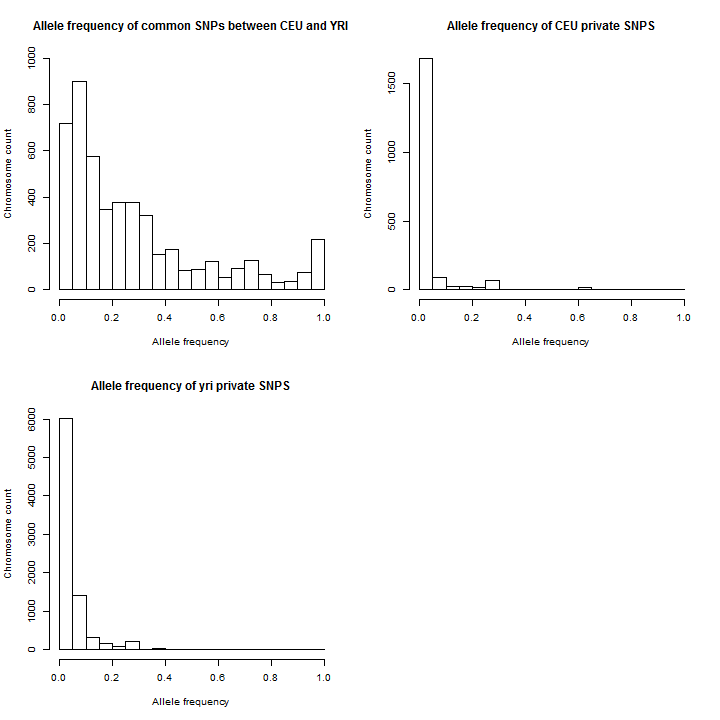 Allele frequency of common SNPs between CEU and YRI
Chromosome count
0
200
400
600
800
1000
0.0 0.2 0.4 0.6 0.8 1.0
Allele frequency
Allele frequency of CEU private SNPS
Chromosome count
0
500
1000
1500
0.0 0.2 0.4 0.6 0.8 1.0
Allele frequency
Allele frequency of yri private SNPS
Chromosome count
0
1000
2000
3000
4000
5000
6000
0.0 0.2 0.4 0.6 0.8 1.0
Allele frequency